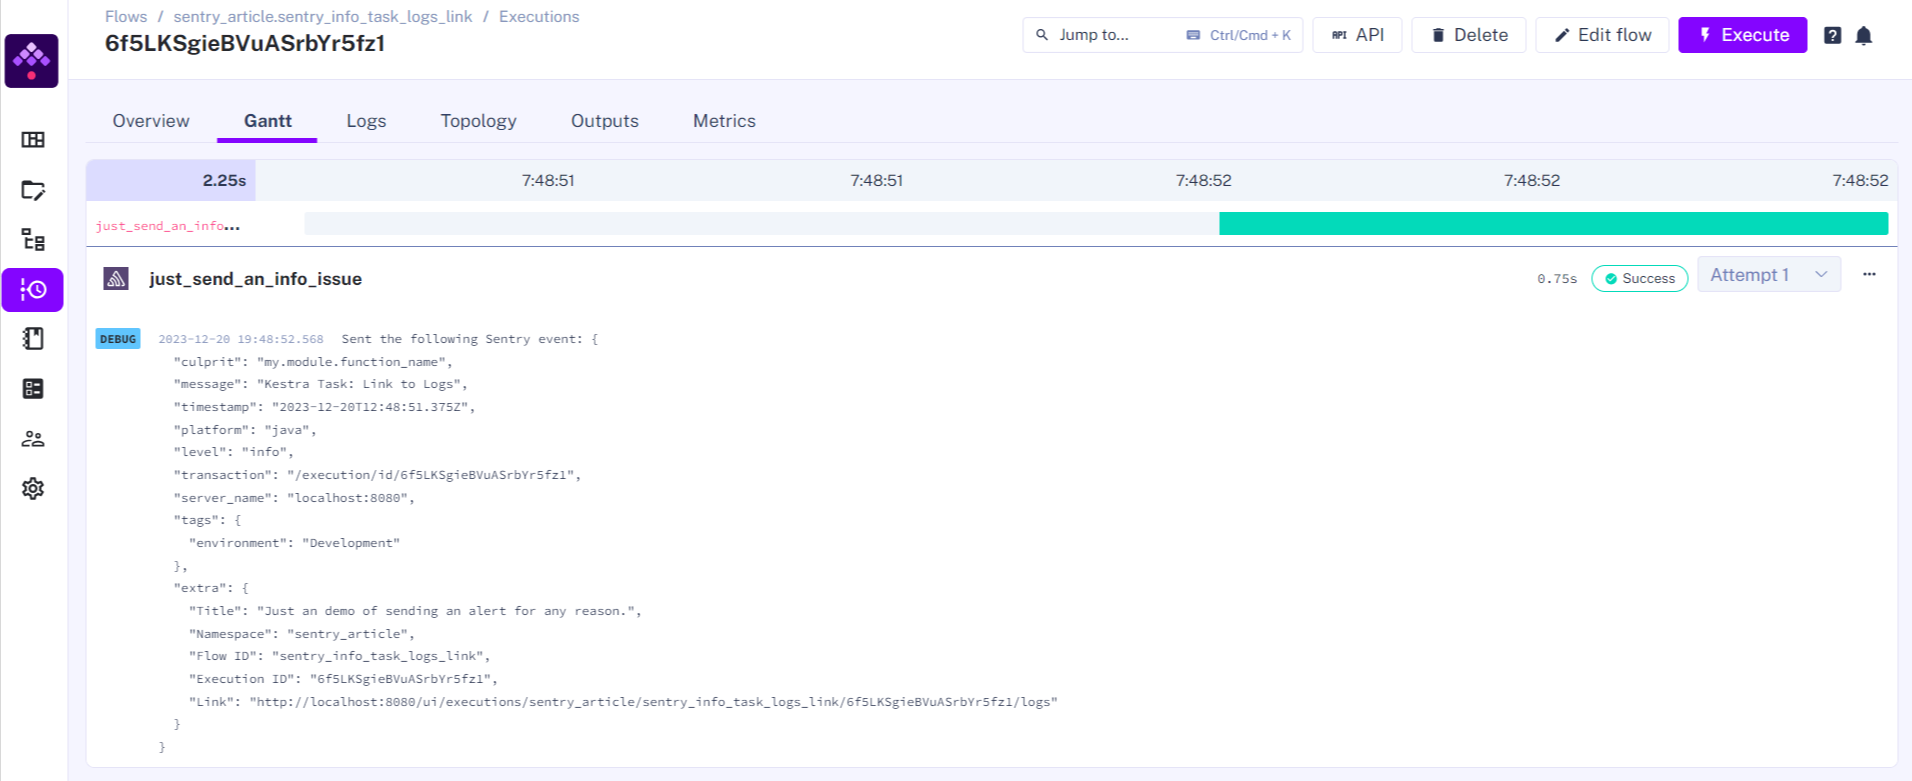 Flows / sentry_article.sentry_info_task_logs_link / Executions
6f5LKSgieBVuASrbYr5fz1
Jump to... Ctrl/Cmd + K
API API
Delete
Edit flow
Execute
?
Overview Gantt Logs Topology Outputs Metrics
2.25s 7:48:51 7:48:51 7:48:52 7:48:52 7:48:52
just_send_an_info...
just_send_an_info_issue 0.75s Success Attempt 1 ...
DEBUG 2023-12-20 19:48:52.568 Sent the following Sentry event: {
"culprit": "my.module.function_name",
"message": "Kestra Task: Link to Logs",
"timestamp": "2023-12-20T12:48:51.375Z",
"platform": "java",
"level": "info",
"transaction": "/execution/id/6f5LKSgieBVuASrbYr5fz1",
"server_name": "localhost:8080",
"tags": {
"environment": "Development"
},
"extra": {
"Title": "Just an demo of sending an alert for any reason.",
"Namespace": "sentry_article",
"Flow ID": "sentry_info_task_logs_link",
"Execution ID": "6f5LKSgieBVuASrbYr5fz1",
"Link": "http://localhost:8080/ui/executions/sentry_article/sentry_info_task_logs_link/6f5LKSgieBVuASrbYr5fz1/logs"
}
}